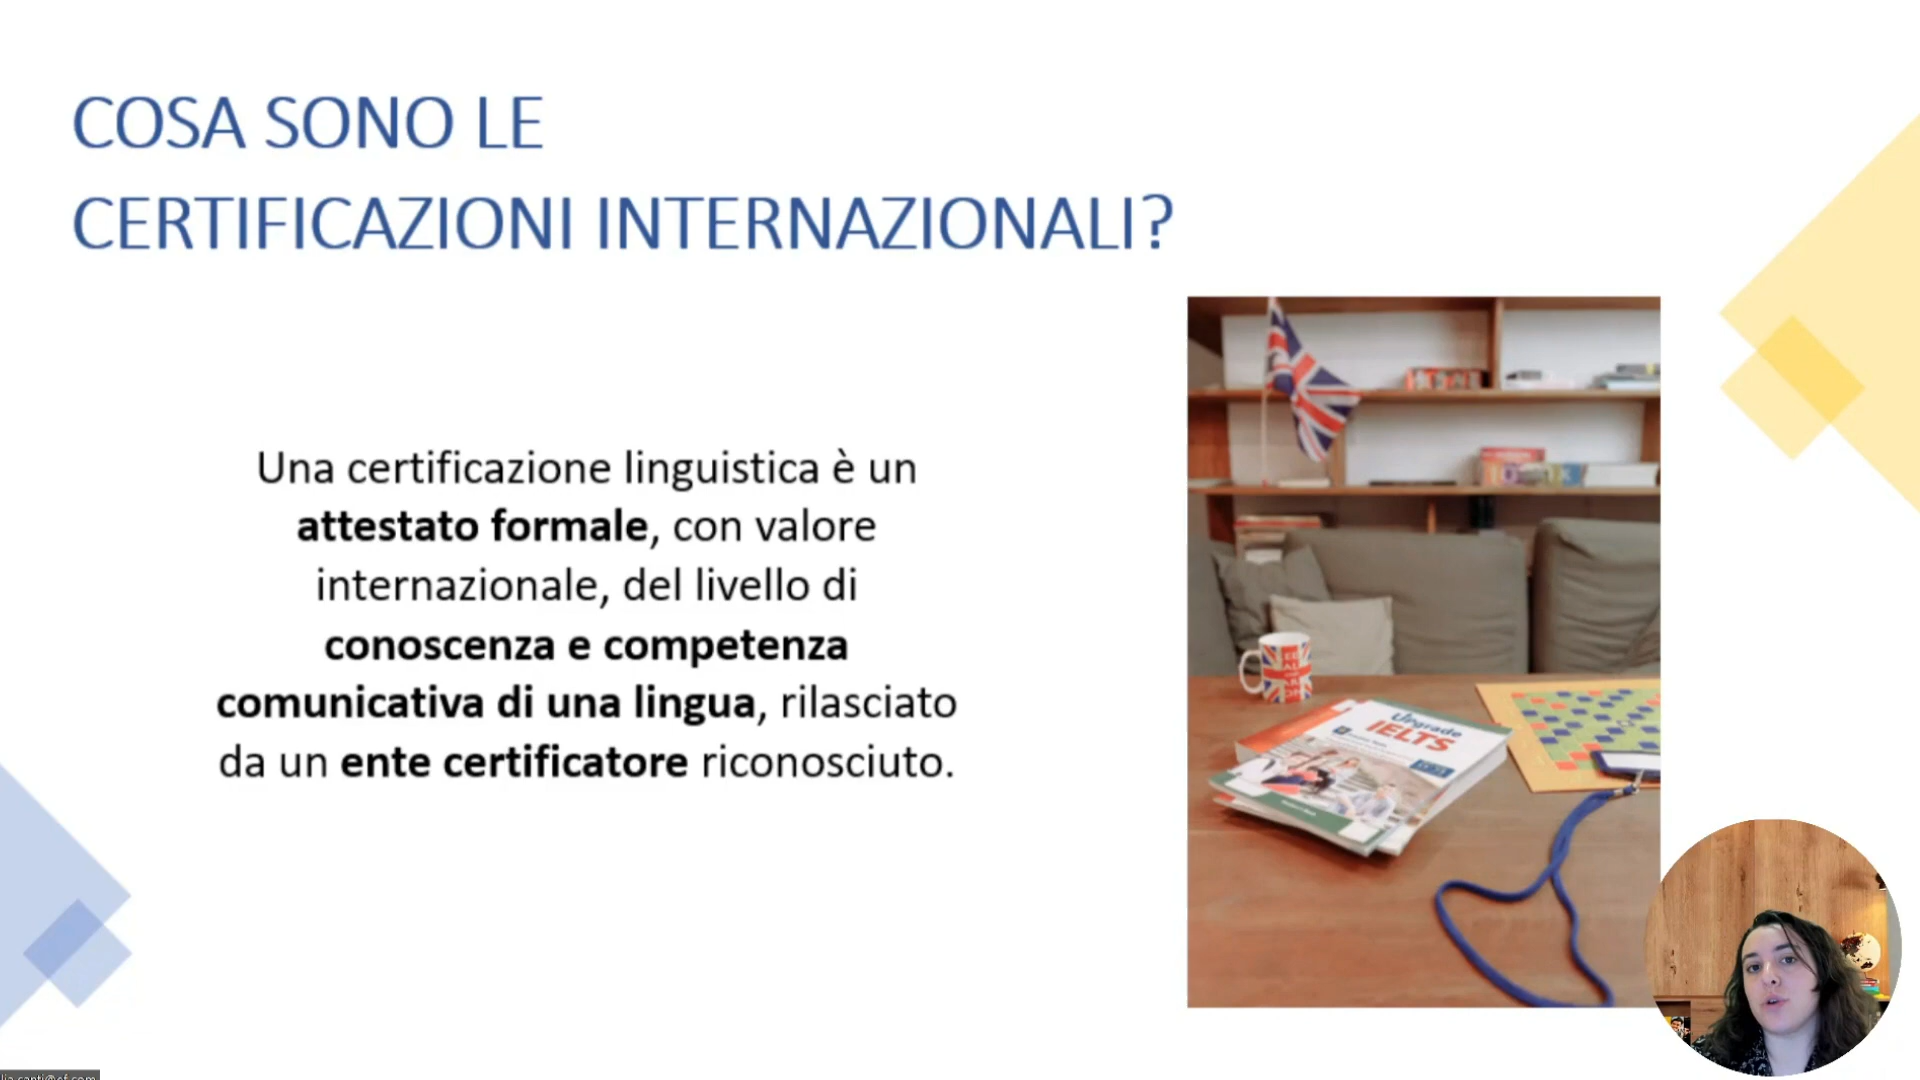 COSA SONO LE
CERTIFICAZIONI INTERNAZIONALI?
Una certificazione linguistica è un
attestato formale, con valore
internazionale, del livello di
conoscenza e competenza
comunicativa di una lingua, rilasciato
da un ente certificatore riconosciuto.
Upgrade
IELTS